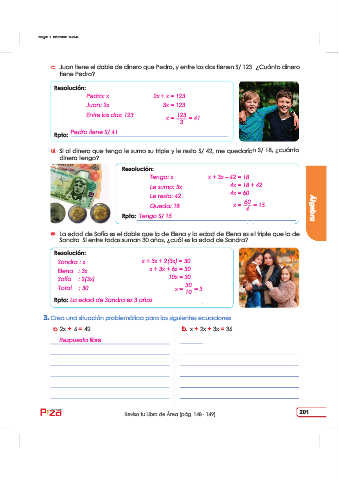 c. Juan tiene el doble de dinero que Pedro, y entre los dos tienen S/ 123. ¿Cuánto dinero
tiene Pedro?
Resolución:
Pedro: x
2x + x = 123
Juan: 2x
3x = 123
Entre los dos: 123
x = 123/3 = 41
Rpta: Pedro tiene S/ 41
d. Si al dinero que tengo le sumo su triple y le resto S/ 42, me quedarían S/ 18, ¿cuánto
dinero tengo?
Resolución:
Tengo: x
x + 3x – 42 = 18
Le sumo: 3x
4x = 18 + 42
Le resto: 42
4x = 60
Queda: 18
x = 60/4 = 15
Rpta: Tengo S/ 15
Álgebra
e. La edad de Sofía es el doble que la de Elena y la edad de Elena es el triple que la de
Sandra. Si entre todas suman 30 años, ¿cuál es la edad de Sandra?
Resolución:
Sandra : x
x + 3x + 2(3x) = 30
Elena : 3x
x + 3x + 6x = 30
Sofía : 2(3x)
10x = 30
Total : 30
x = 30/10 = 3
Rpta: La edad de Sandra es 3 años
3. Crea una situación problemática para las siguientes ecuaciones
a. 2x + 4 = 42
b. x + 2x + 3x = 36
Respuesta libre
P:zá
Revisa tu Libro de Área (pág. 146 - 149)
201